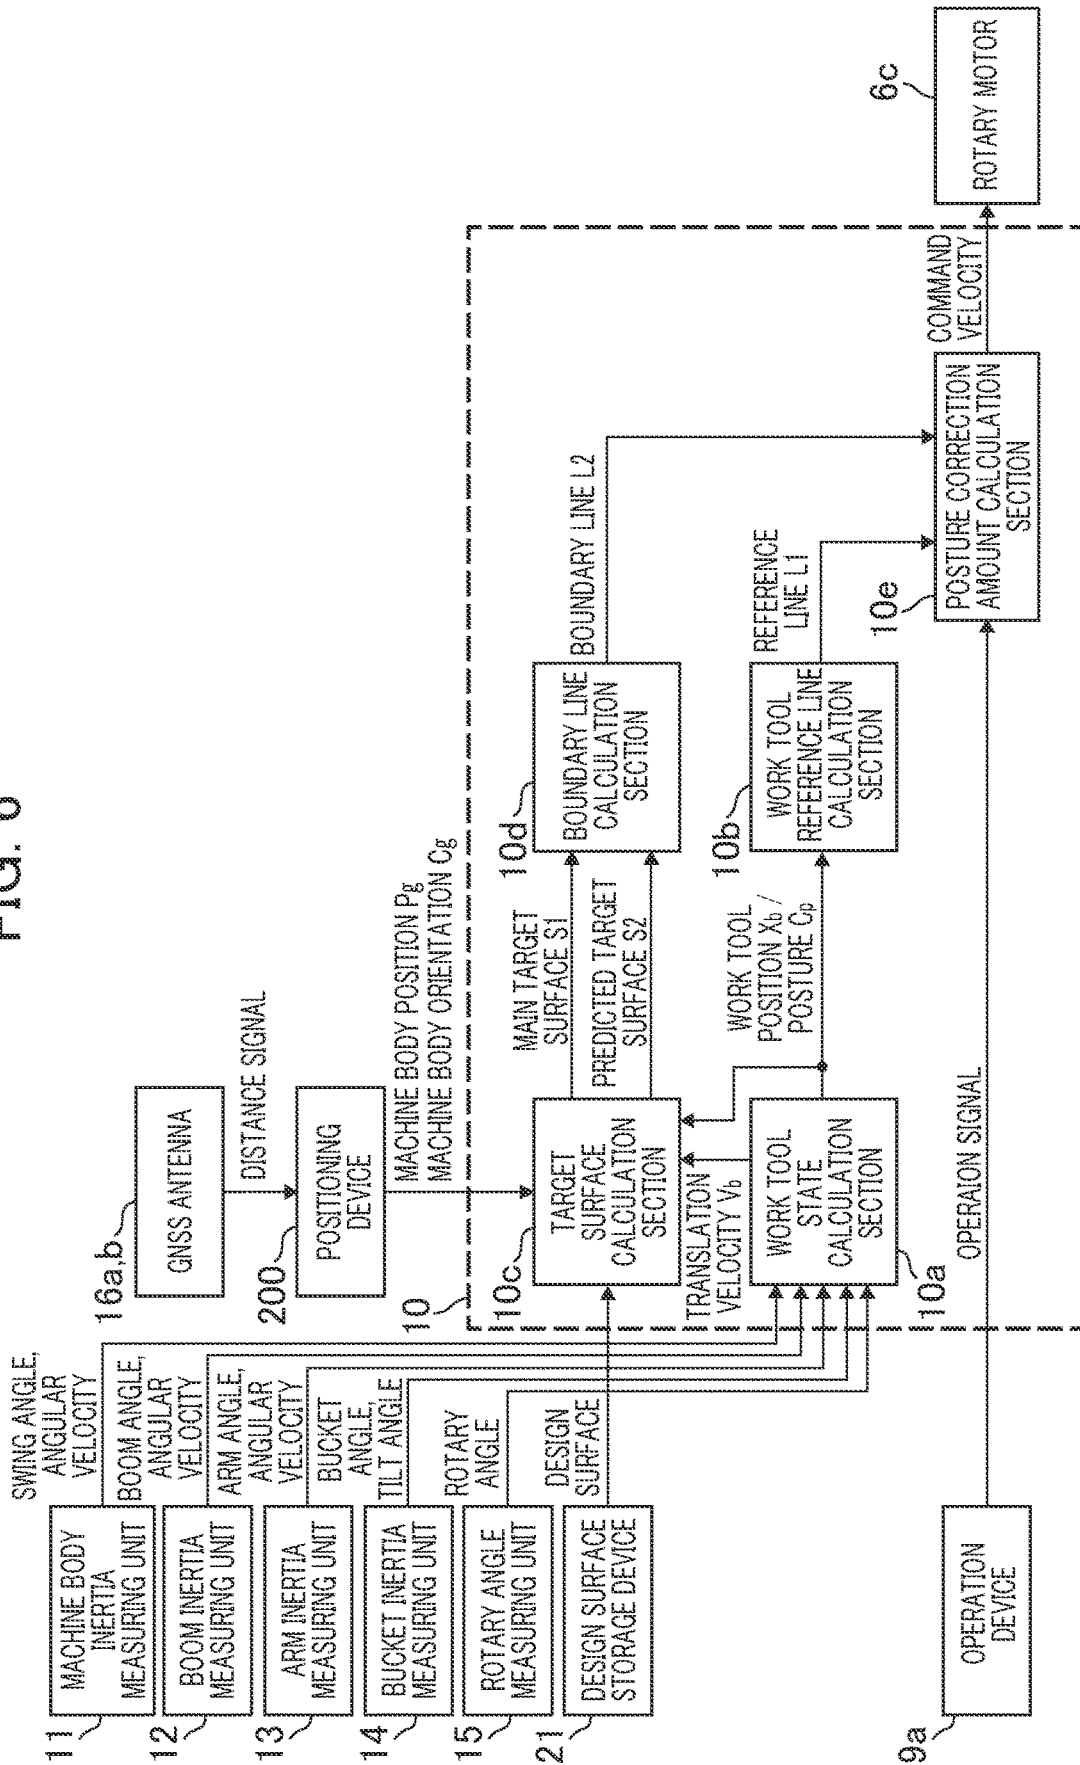 FIG.
11
MACHINE BODY
INERTIA
MEASURING UNIT
SWING ANGLE,
ANGULAR
VELOCITY
12
BOOM INERTIA
MEASURING UNIT
BOOM ANGLE,
ANGULAR
VELOCITY
13
ARM INERTIA
MEASURING UNIT
ARM ANGLE,
ANGULAR
VELOCITY
14
BUCKET INERTIA
MEASURING UNIT
BUCKET
ANGLE,
TILT ANGLE
15
ROTARY ANGLE
MEASURING UNIT
ROTARY
ANGLE
21
DESIGN SURFACE
STORAGE DEVICE
DESIGN
SURFACE
9a
OPERATION
DEVICE
OPERAION SIGNAL
16a,b
GNSS ANTENNA
DISTANCE SIGNAL
200
POSITIONING
DEVICE
MACHINE BODY POSITION Pg
MACHINE BODY ORIENTATION Cg
10
10c
TARGET
SURFACE
CALCULATION
SECTION
TRANSLATION
VELOCITY Vb
WORK TOOL
STATE
CALCULATION
SECTION
10a
MAIN TARGET
SURFACE S1
PREDICTED TARGET
SURFACE S2
WORK TOOL
POSITION Xb /
POSTURE Cp
10d
BOUNDARY LINE
CALCULATION
SECTION
BOUNDARY LINE L2
10b
WORK TOOL
REFERENCE LINE
CALCULATION
SECTION
REFERENCE
LINE L1
10e
POSTURE CORRECTION
AMOUNT CALCULATION
SECTION
COMMAND
VELOCITY
6c
ROTARY MOTOR